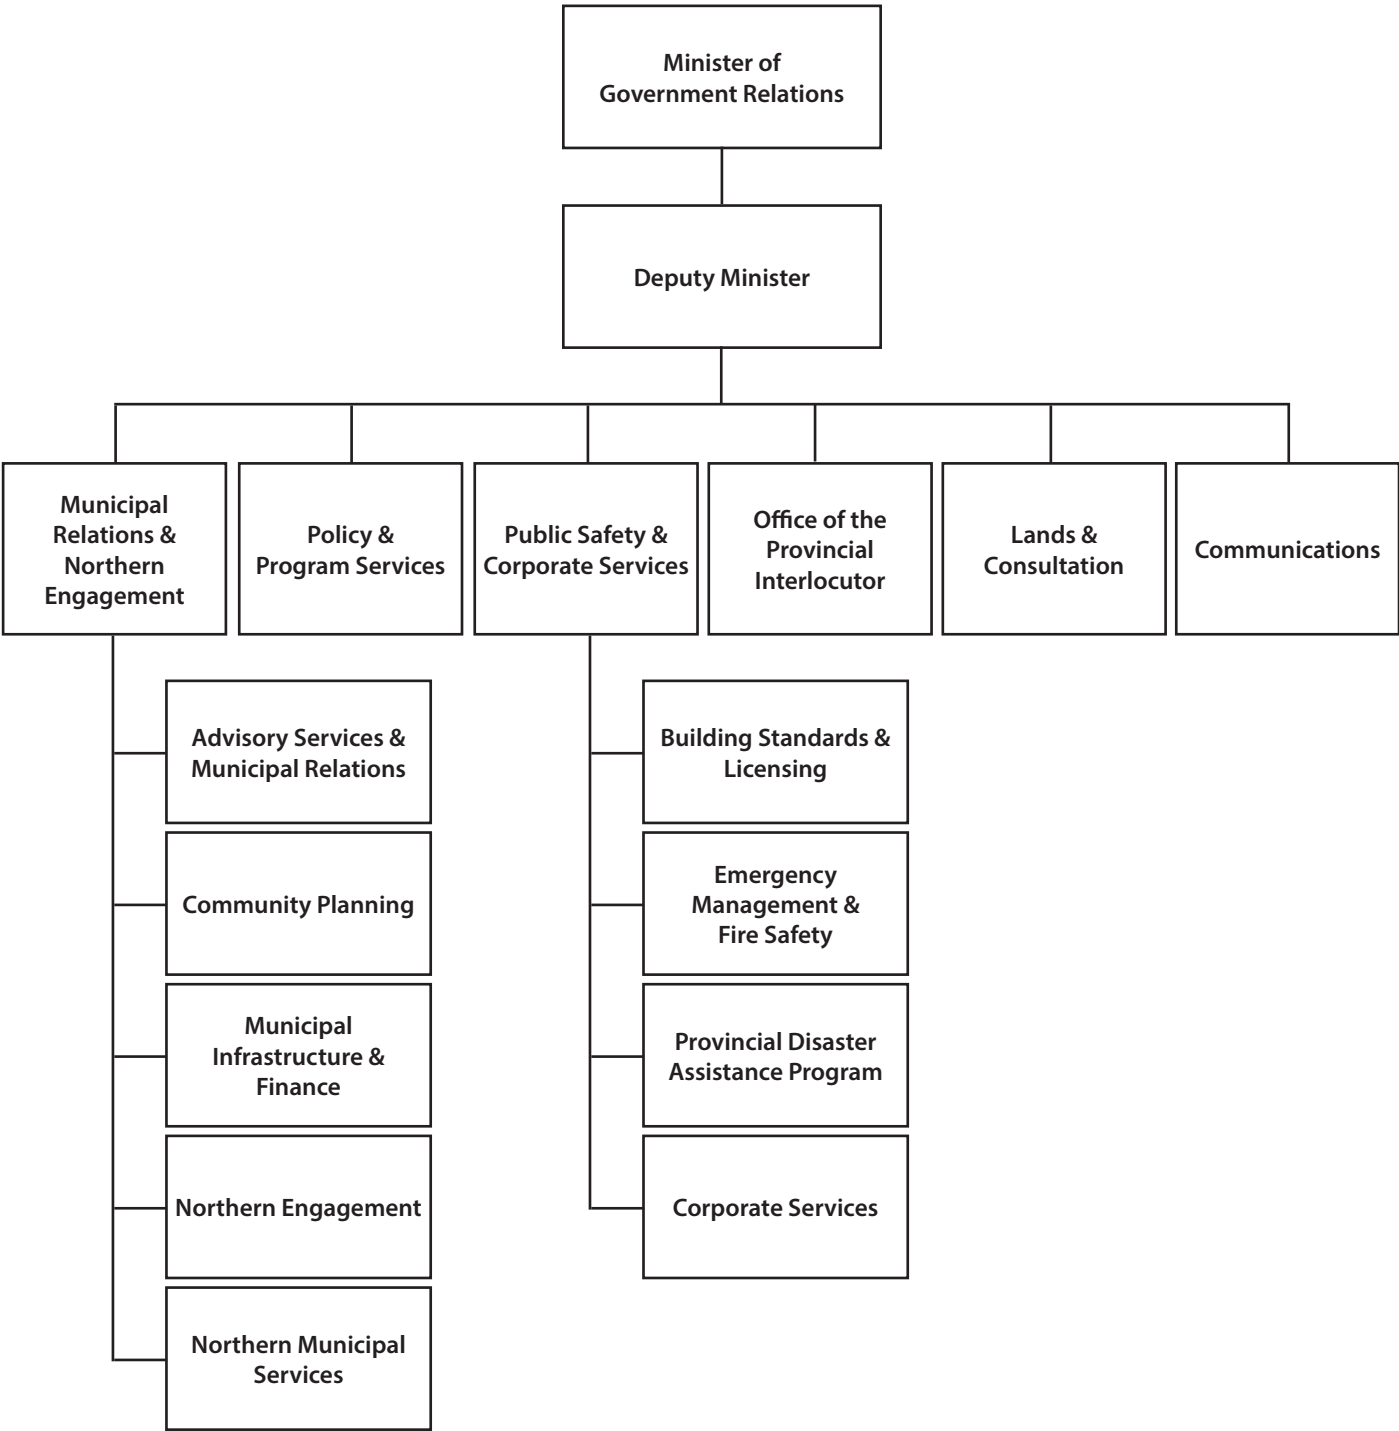 Minister of
Government Relations
Deputy Minister
Municipal
Relations &
Northern
Engagement
Policy &
Program Services
Public Safety &
Corporate Services
Office of the
Provincial
Interlocutor
Lands &
Consultation
Communications
Advisory Services &
Municipal Relations
Community Planning
Municipal
Infrastructure &
Finance
Northern Engagement
Northern Municipal
Services
Building Standards &
Licensing
Emergency
Management &
Fire Safety
Provincial Disaster
Assistance Program
Corporate Services